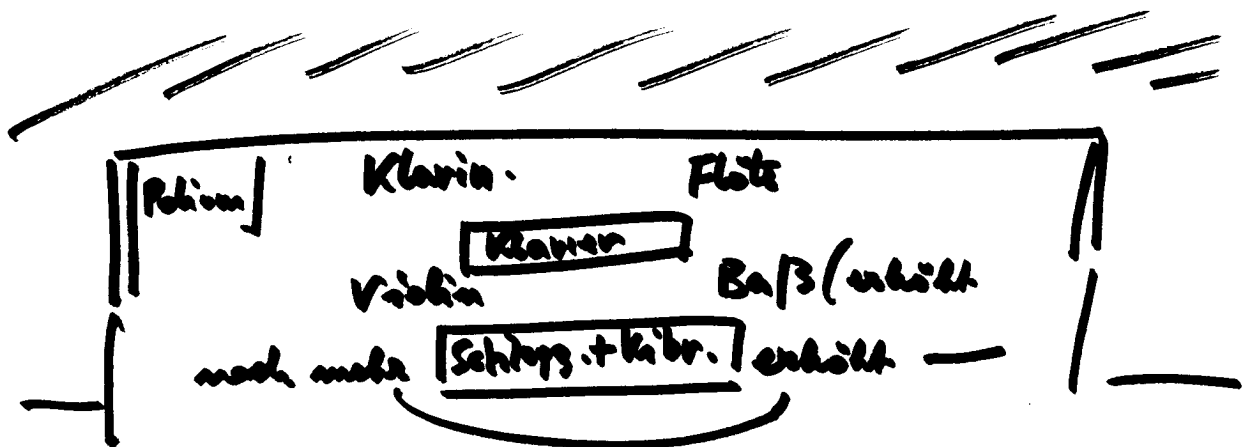 Podium Klarin. Flöte
Klavier
Violin Baß (erhöht
noch mehr Schlagz. + Vibr. erhöht —